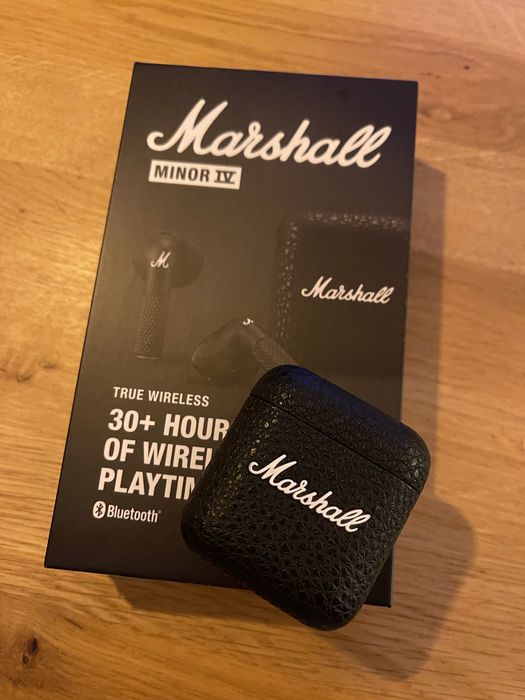 Marshall
MINOR IV
M
Marshall
TRUE WIRELESS
30+ HOUR
OF WIREL
PLAYTIM
Bluetooth®
Marshall